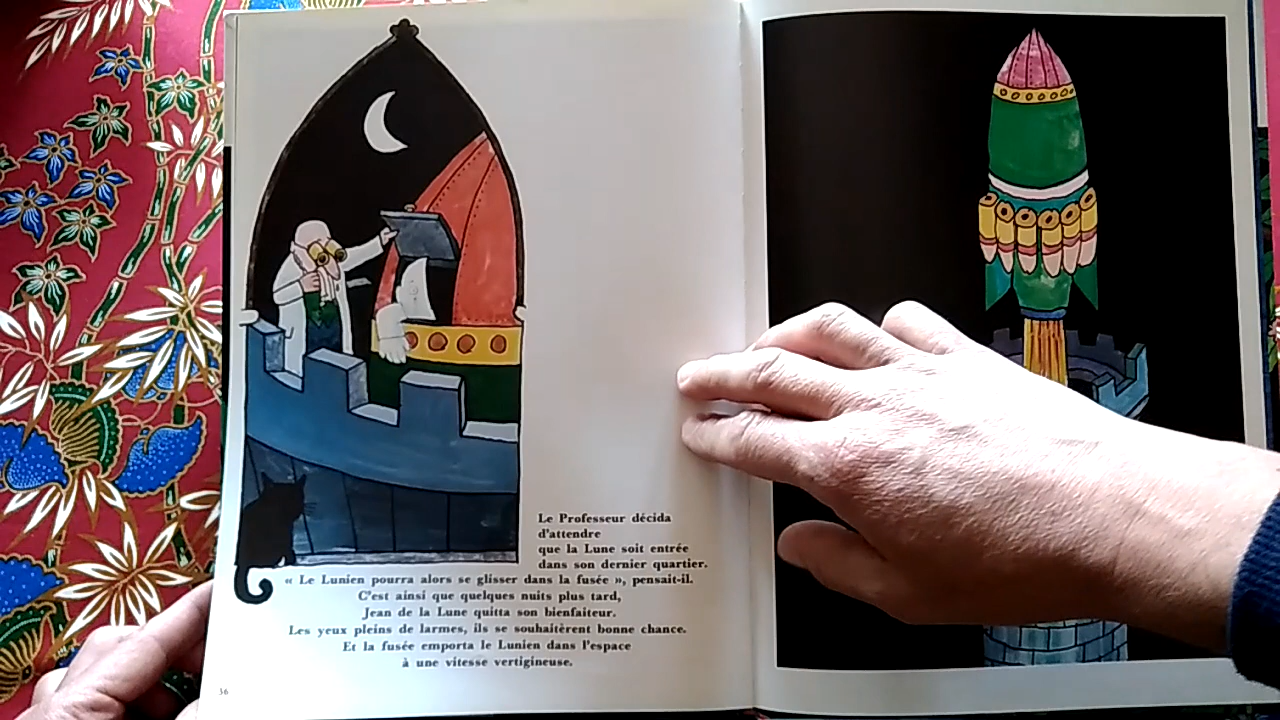 Le Professeur décida
d'attendre
que la Lune soit entrée
dans son dernier quartier.
« Le Lunien pourra alors se glisser dans la fusée », pensait-il.
C'est ainsi que quelques nuits plus tard,
Jean de la Lune quitta son bienfaiteur.
Les yeux pleins de larmes, ils se souhaitèrent bonne chance.
Et la fusée emporta le Lunien dans l'espace
à une vitesse vertigineuse.
36